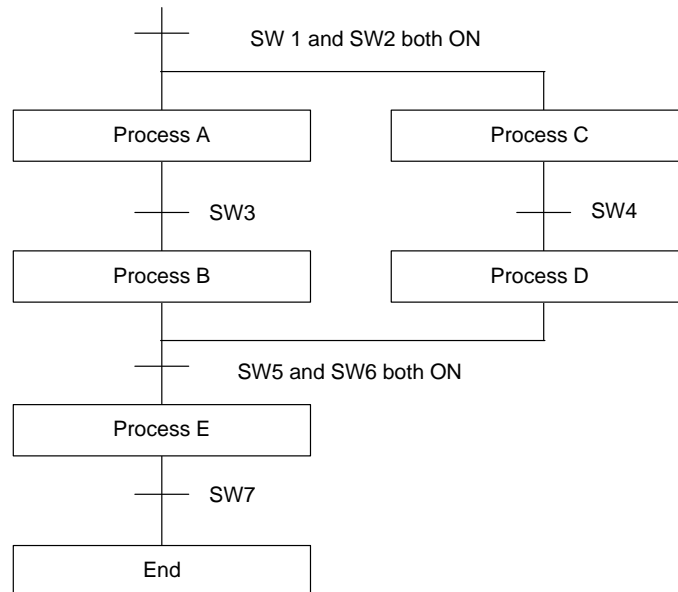 SW 1 and SW2 both ON
Process A
Process C
SW3
SW4
Process B
Process D
SW5 and SW6 both ON
Process E
SW7
End